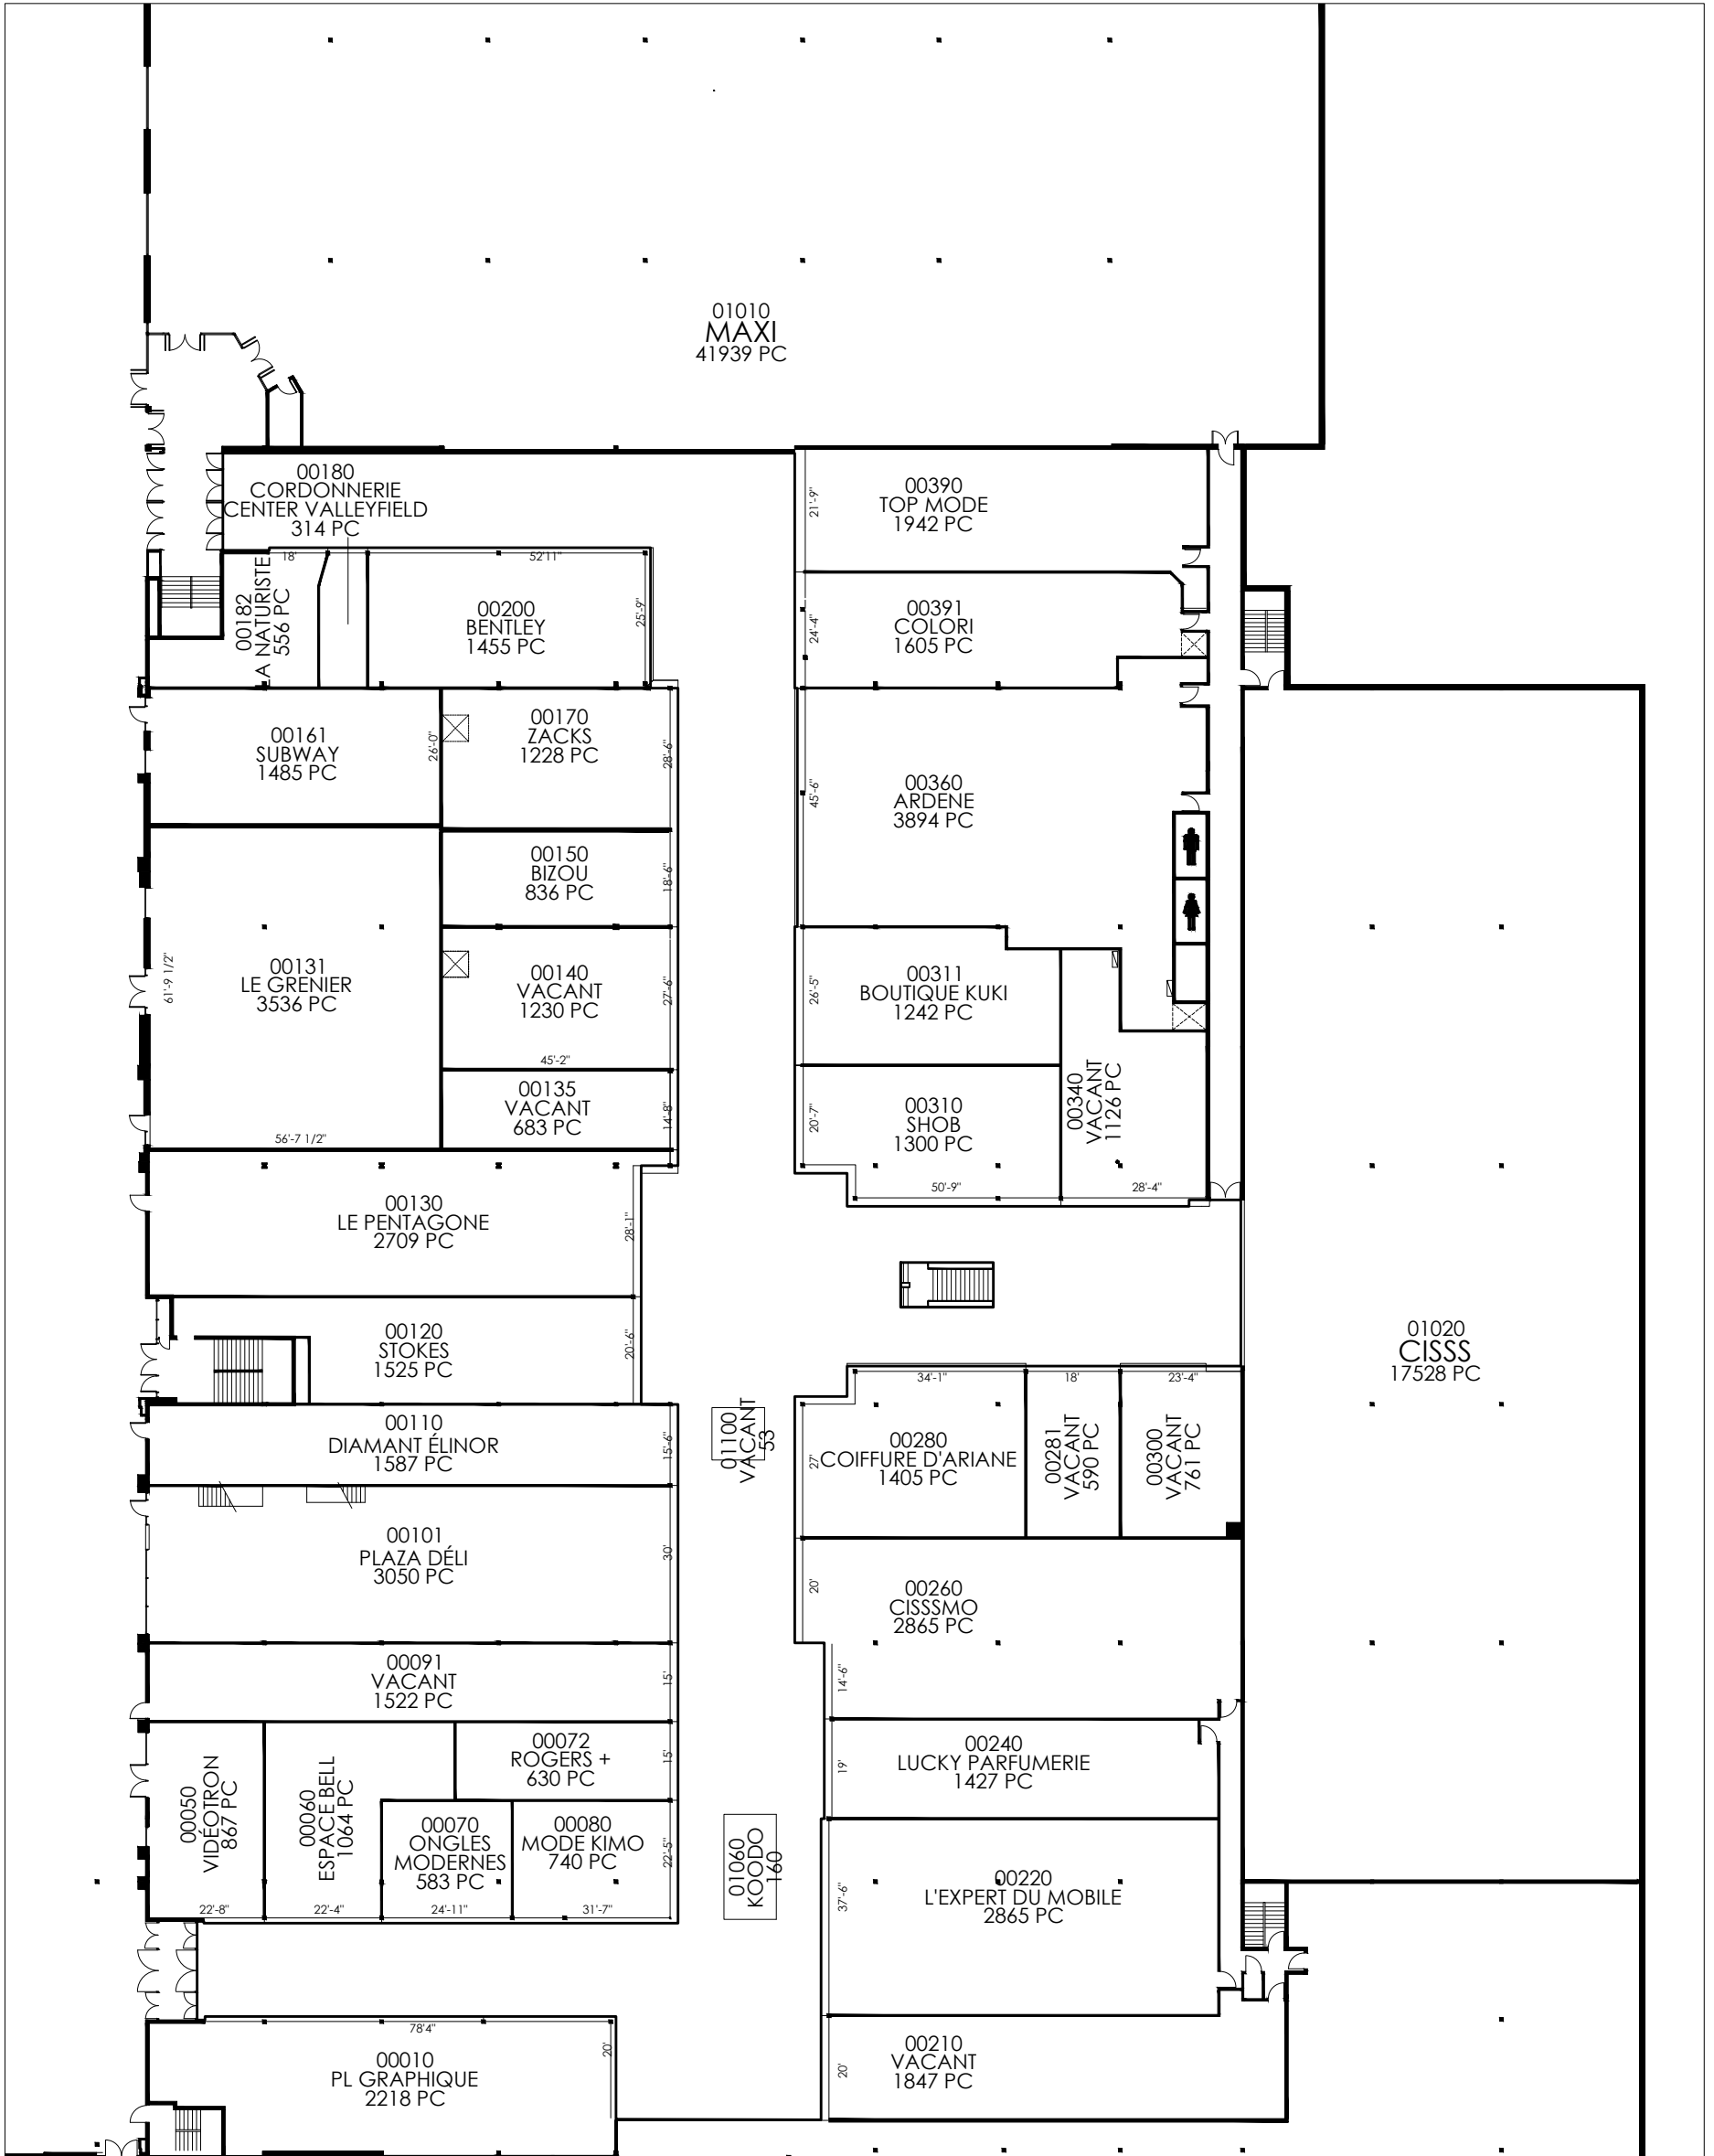 01010
MAXI
41939 PC
00180
CORDONNERIE
CENTER VALLEYFIELD
314 PC
18'
52'11"
00182
A NATURISTE
556 PC
00200
BENTLEY
1455 PC
25'-9"
21'-9"
00390
TOP MODE
1942 PC
24'-4"
00391
COLORI
1605 PC
00161
SUBWAY
1485 PC
26'-0"
00170
ZACKS
1228 PC
28'-6"
45'-6"
00360
ARDENE
3894 PC
00150
BIZOU
836 PC
18'-6"
61'-9 1/2"
00131
LE GRENIER
3536 PC
56'-7 1/2"
00140
VACANT
1230 PC
27'-6"
45'-2"
00135
VACANT
683 PC
14'-8"
26'-5"
00311
BOUTIQUE KUKI
1242 PC
20'-7"
00310
SHOB
1300 PC
50'-9"
00340
VACANT
1126 PC
28'-4"
00130
LE PENTAGONE
2709 PC
28'-1"
00120
STOKES
1525 PC
20'-6"
01020
CISSS
17528 PC
00110
DIAMANT ÉLINOR
1587 PC
15'-6"
01100
VACANT
53
34'-1"
18'
23'-4"
27'
00280
COIFFURE D'ARIANE
1405 PC
00281
VACANT
590 PC
00300
VACANT
761 PC
00101
PLAZA DÉLI
3050 PC
30'
20'
00260
CISSSMO
2865 PC
14'-6"
00091
VACANT
1522 PC
15'
00050
VIDÉOTRON
867 PC
22'-8"
00060
ESPACE BELL
1064 PC
22'-4"
00072
ROGERS +
630 PC
15'
00070
ONGLES
MODERNES
583 PC
24'-11"
00080
MODE KIMO
740 PC
22'-5"
31'-7"
01060
KOODO
160
19'
00240
LUCKY PARFUMERIE
1427 PC
37'-6"
00220
L'EXPERT DU MOBILE
2865 PC
78'4"
00010
PL GRAPHIQUE
2218 PC
20'
20'
00210
VACANT
1847 PC